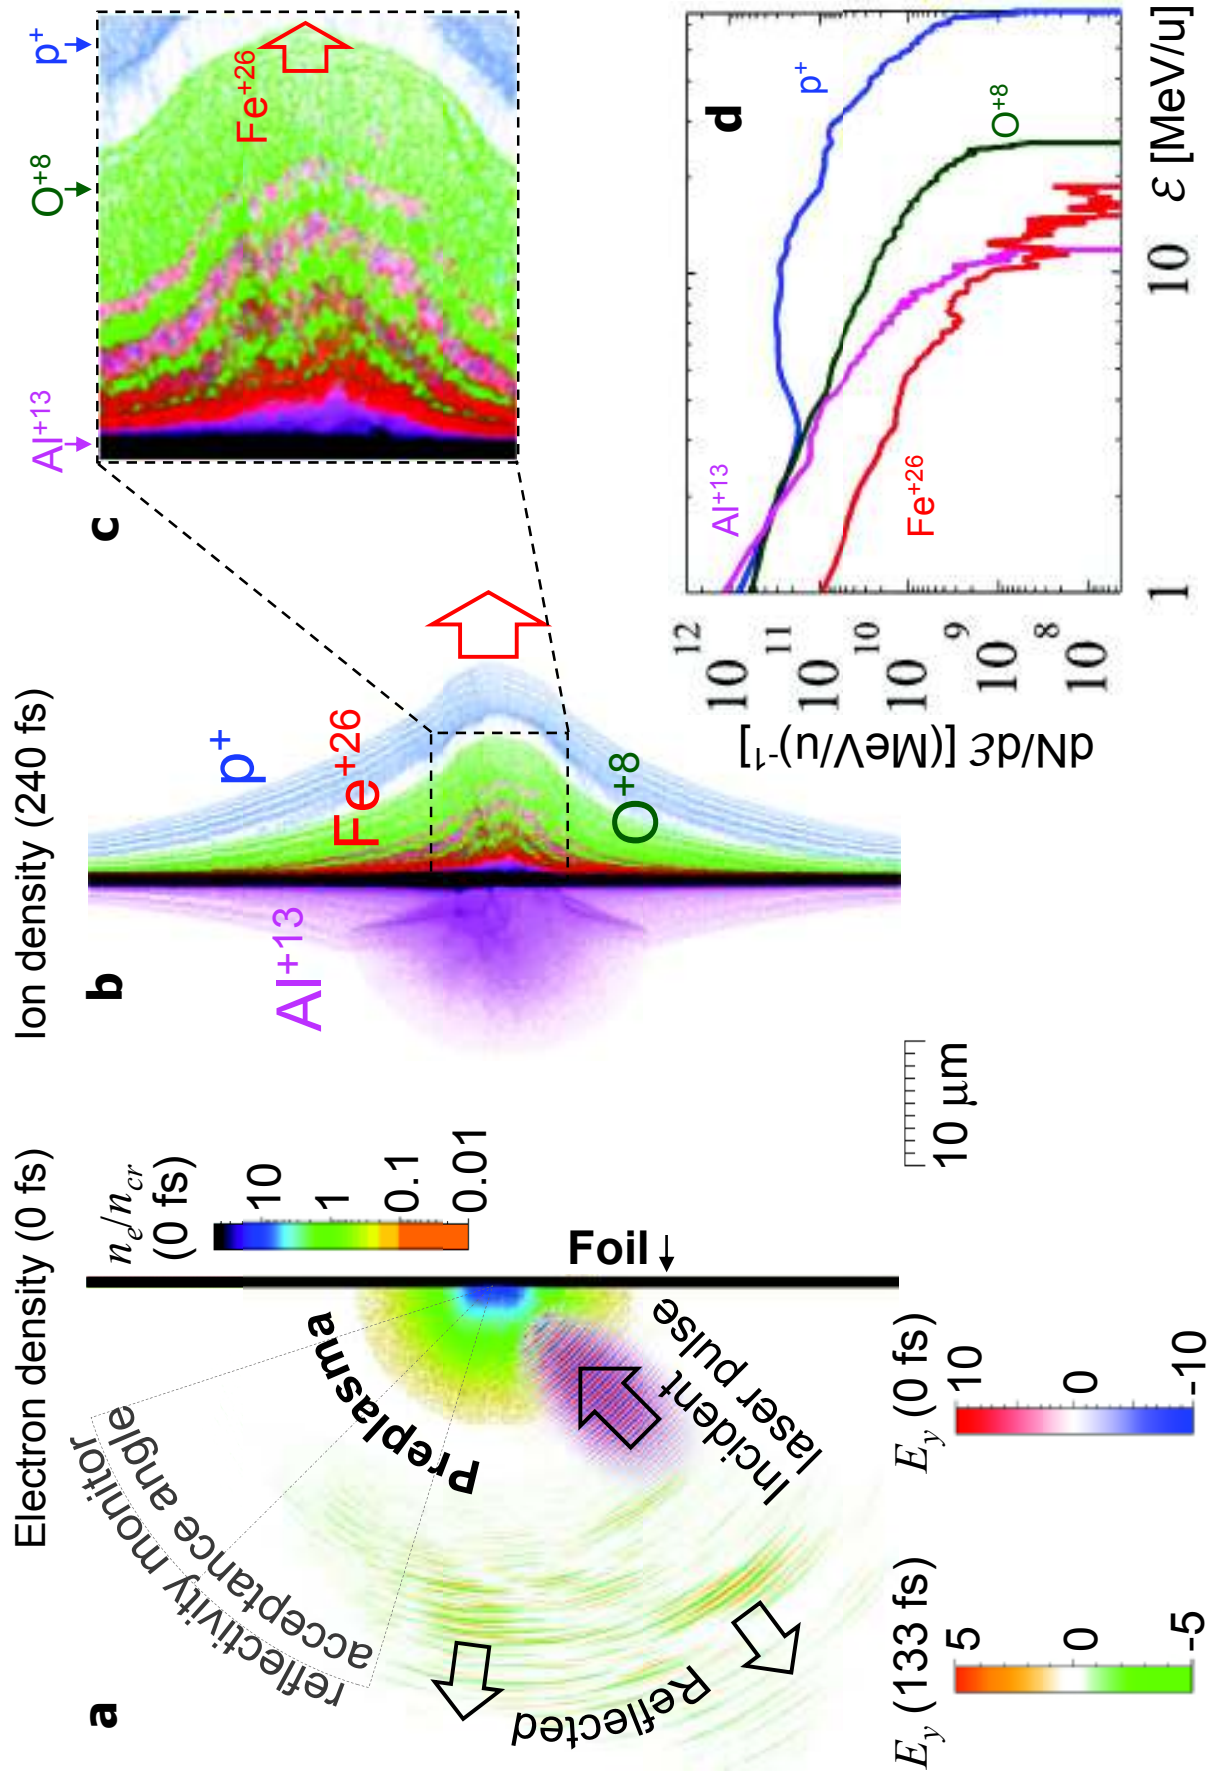 Electron density (0 fs)
Ion density (240 fs)
a
reflectivity monitor
acceptance angle
Preplasma
Reflected
Incident
laser pulse
Foil
n_e/n_cr
(0 fs)
10
1
0.1
0.01
E_y (133 fs)
5
0
-5
E_y (0 fs)
10
0
-10
10 μm
b
Al+13
Fe+26
p+
O+8
c
Al+13
O+8
p+
Fe+26
d
Al+13
Fe+26
p+
O+8
dN/dℰ [(MeV/u)-1]
10^12
10^11
10^10
10^9
10^8
1
10
ℰ [MeV/u]